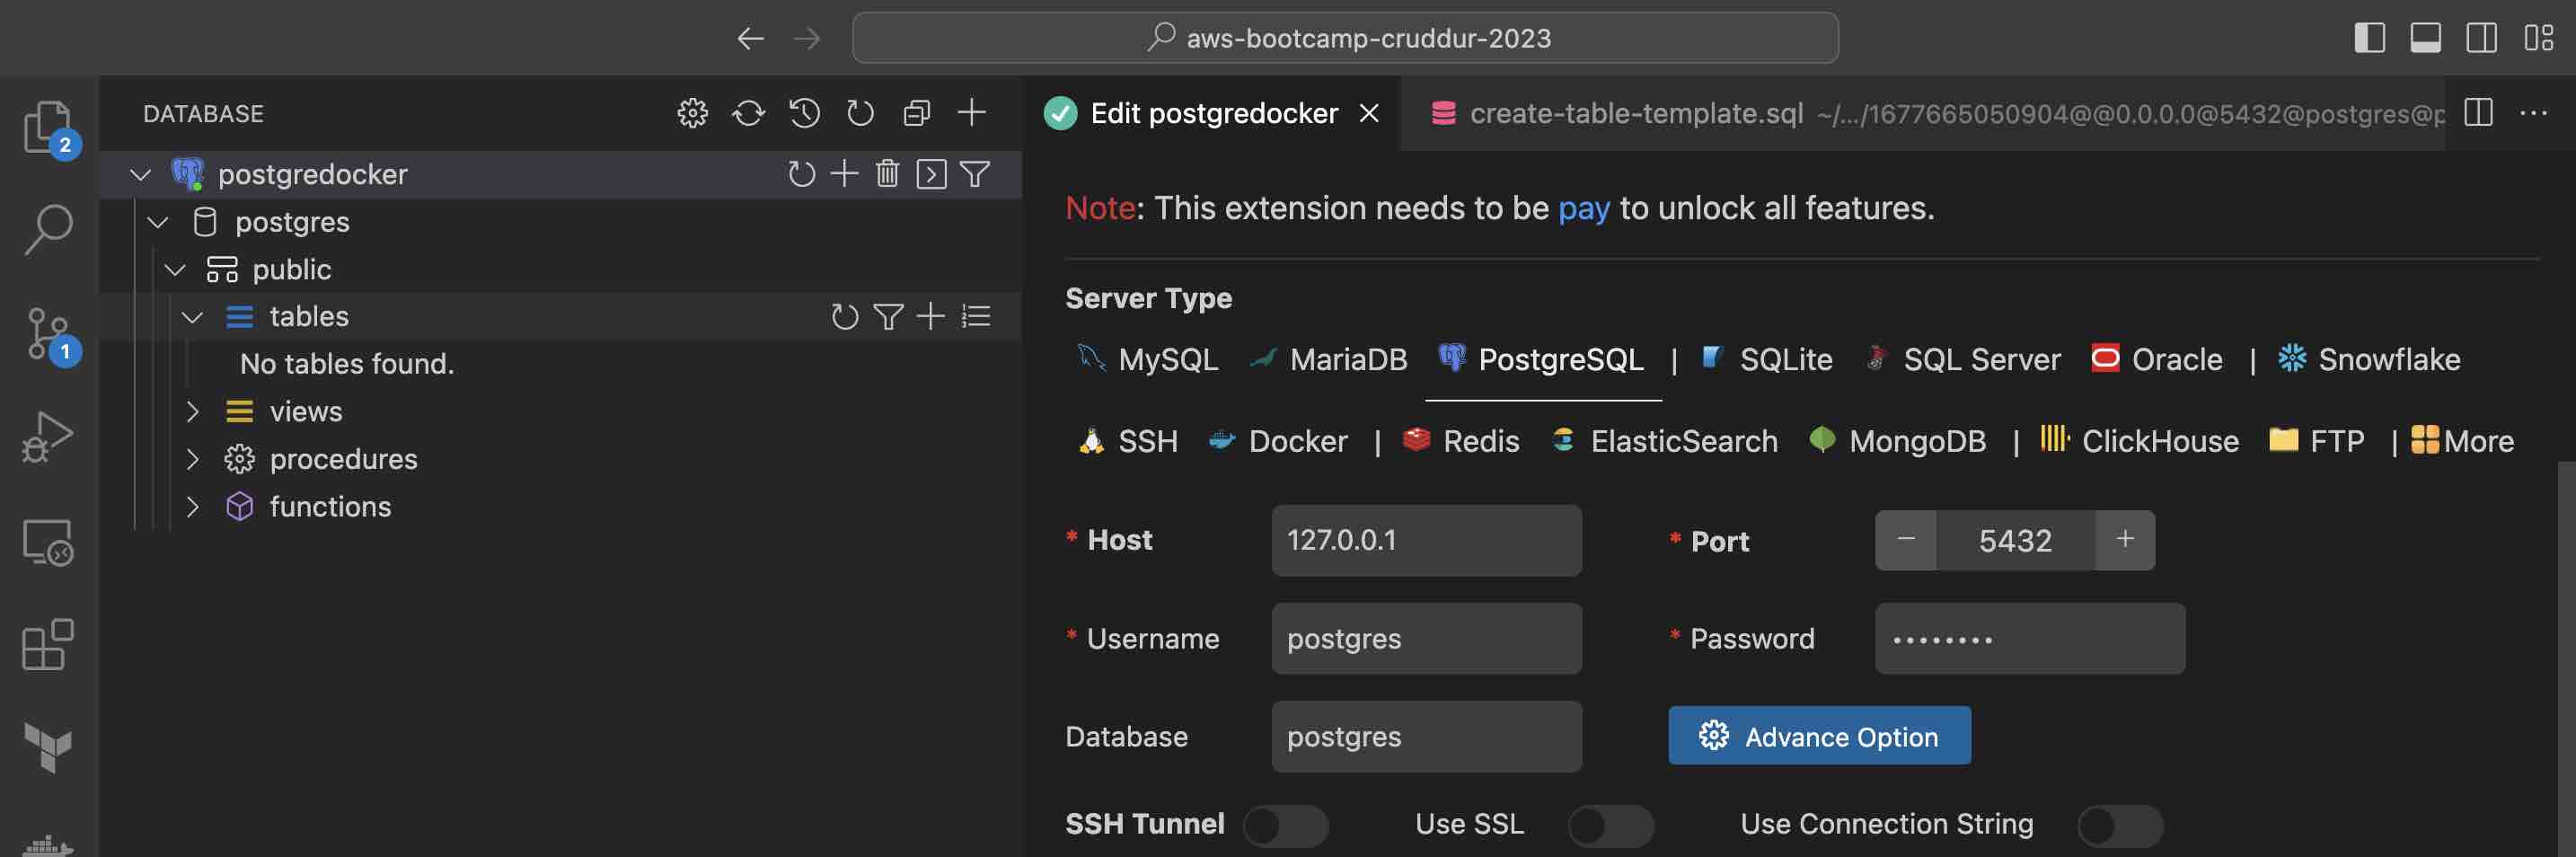 aws-bootcamp-cruddur-2023
2
1
DATABASE
postgredocker
postgres
public
tables
No tables found.
views
procedures
functions
Edit postgredocker
create-table-template.sql ~/.../1677665050904@@0.0.0.0@5432@postgres@p
Note: This extension needs to be pay to unlock all features.
Server Type
MySQL MariaDB PostgreSQL | SQLite SQL Server Oracle | Snowflake
SSH Docker | Redis ElasticSearch MongoDB | ClickHouse FTP | More
* Host 127.0.0.1 * Port − 5432 +
* Username postgres * Password ••••••••
Database postgres Advance Option
SSH Tunnel Use SSL Use Connection String